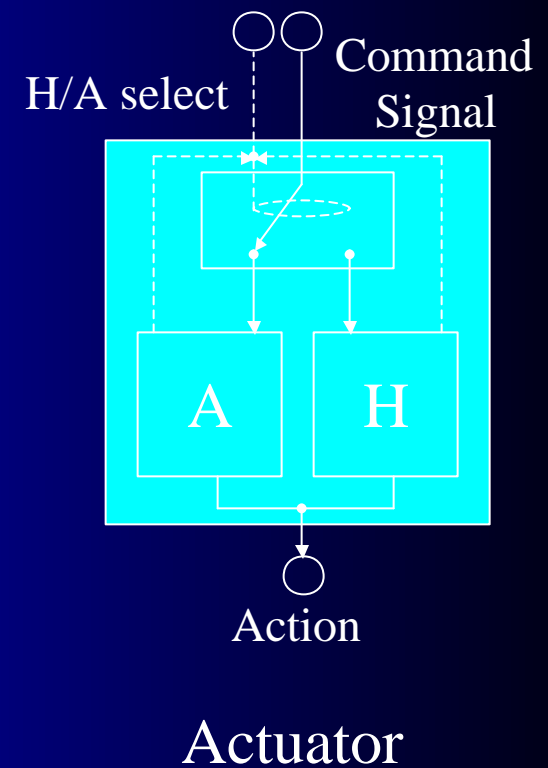 Command
Signal
H/A select
A
H
Action
Actuator